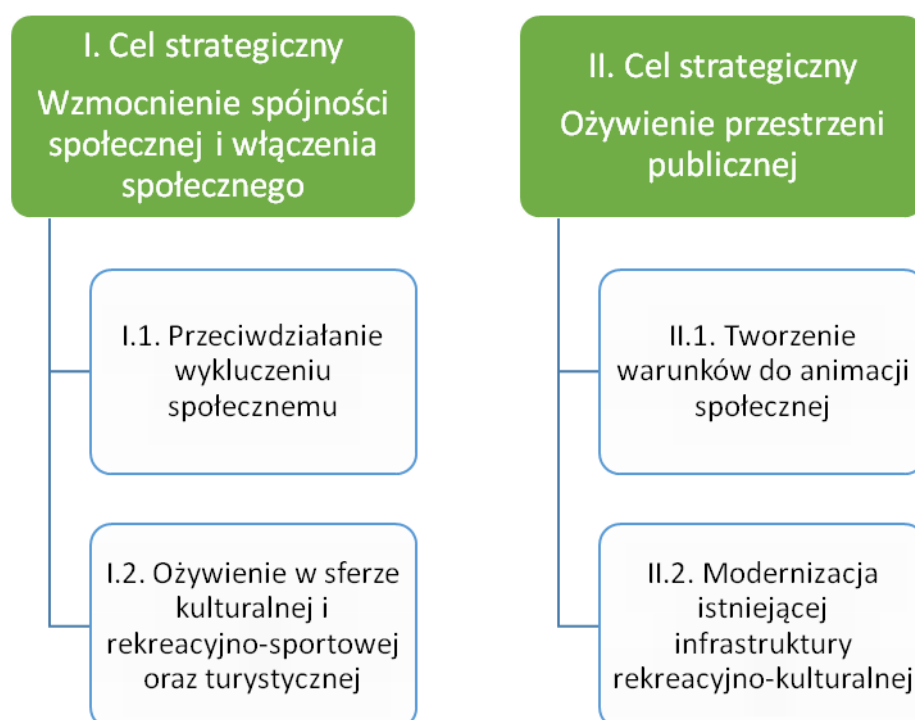 I. Cel strategiczny
Wzmocnienie spójności
społecznej i włączenia
społecznego
I.1. Przeciwdziałanie
wykluczeniu
społecznemu
I.2. Ożywienie w sferze
kulturalnej i
rekreacyjno-sportowej
oraz turystycznej
II. Cel strategiczny
Ożywienie przestrzeni
publicznej
II.1. Tworzenie
warunków do animacji
społecznej
II.2. Modernizacja
istniejącej
infrastruktury
rekreacyjno-kulturalnej